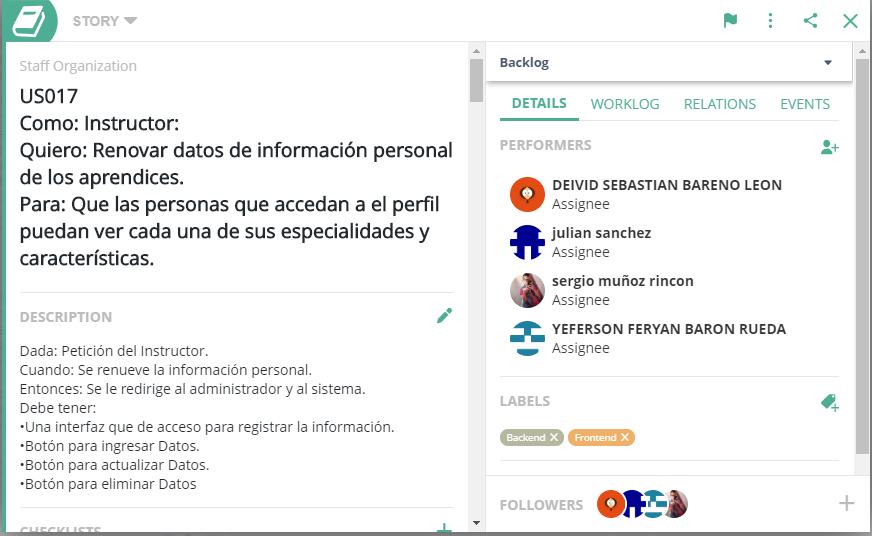 STORY
Staff Organization
US017
Como: Instructor:
Quiero: Renovar datos de información personal
de los aprendices.
Para: Que las personas que accedan a el perfil
puedan ver cada una de sus especialidades y
características.
DESCRIPTION
Dada: Petición del Instructor.
Cuando: Se renueve la información personal.
Entonces: Se le redirige al administrador y al sistema.
Debe tener:
•Una interfaz que de acceso para registrar la información.
•Botón para ingresar Datos.
•Botón para actualizar Datos.
•Botón para eliminar Datos
CHECKLISTS
Backlog
DETAILS WORKLOG RELATIONS EVENTS
PERFORMERS
DEIVID SEBASTIAN BARENO LEON
Assignee
julian sanchez
Assignee
sergio muñoz rincon
Assignee
YEFERSON FERYAN BARON RUEDA
Assignee
LABELS
Backend Frontend
FOLLOWERS